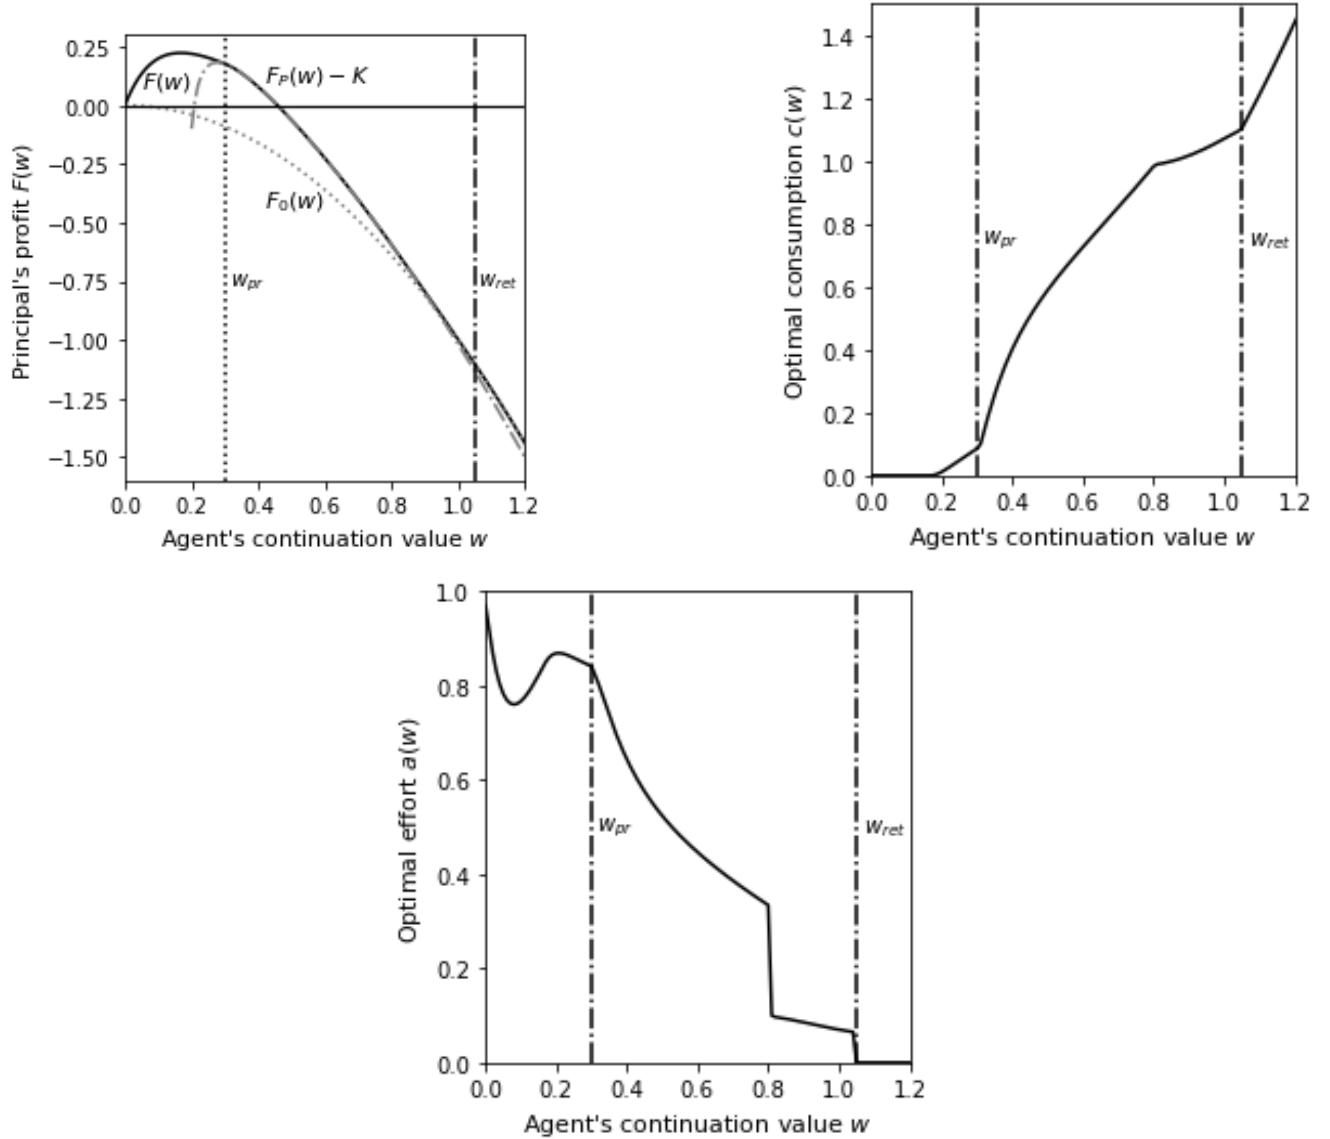 Principal's profit F(w)
0.25
0.00
−0.25
−0.50
−0.75
−1.00
−1.25
−1.50
F(w)
F_P(w) − K
F_0(w)
w_pr
w_ret
0.0 0.2 0.4 0.6 0.8 1.0 1.2
Agent's continuation value w
Optimal consumption c(w)
1.4
1.2
1.0
0.8
0.6
0.4
0.2
0.0
w_pr
w_ret
0.0 0.2 0.4 0.6 0.8 1.0 1.2
Agent's continuation value w
Optimal effort a(w)
1.0
0.8
0.6
0.4
0.2
0.0
w_pr
w_ret
0.0 0.2 0.4 0.6 0.8 1.0 1.2
Agent's continuation value w